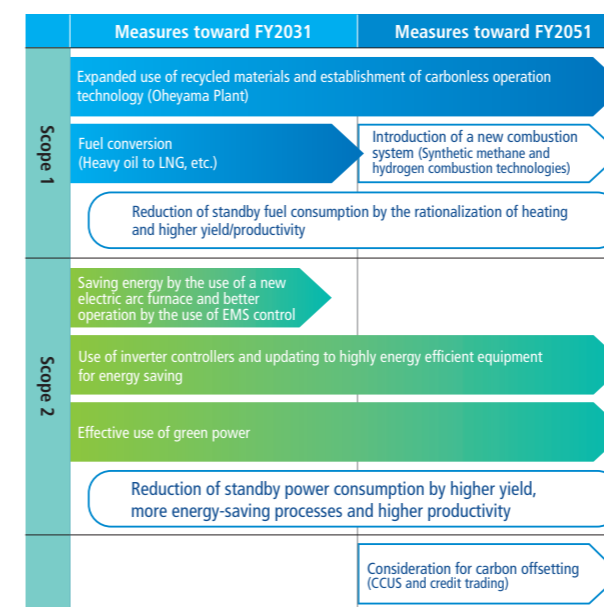 Measures toward FY2031
Measures toward FY2051
Scope 1
Expanded use of recycled materials and establishment of carbonless operation
technology (Oheyama Plant)
Fuel conversion
(Heavy oil to LNG, etc.)
Introduction of a new combustion
system (Synthetic methane and
hydrogen combustion technologies)
Reduction of standby fuel consumption by the rationalization of heating
and higher yield/productivity
Scope 2
Saving energy by the use of a new
electric arc furnace and better
operation by the use of EMS control
Use of inverter controllers and updating to highly energy efficient equipment
for energy saving
Effective use of green power
Reduction of standby power consumption by higher yield,
more energy-saving processes and higher productivity
Consideration for carbon offsetting
(CCUS and credit trading)